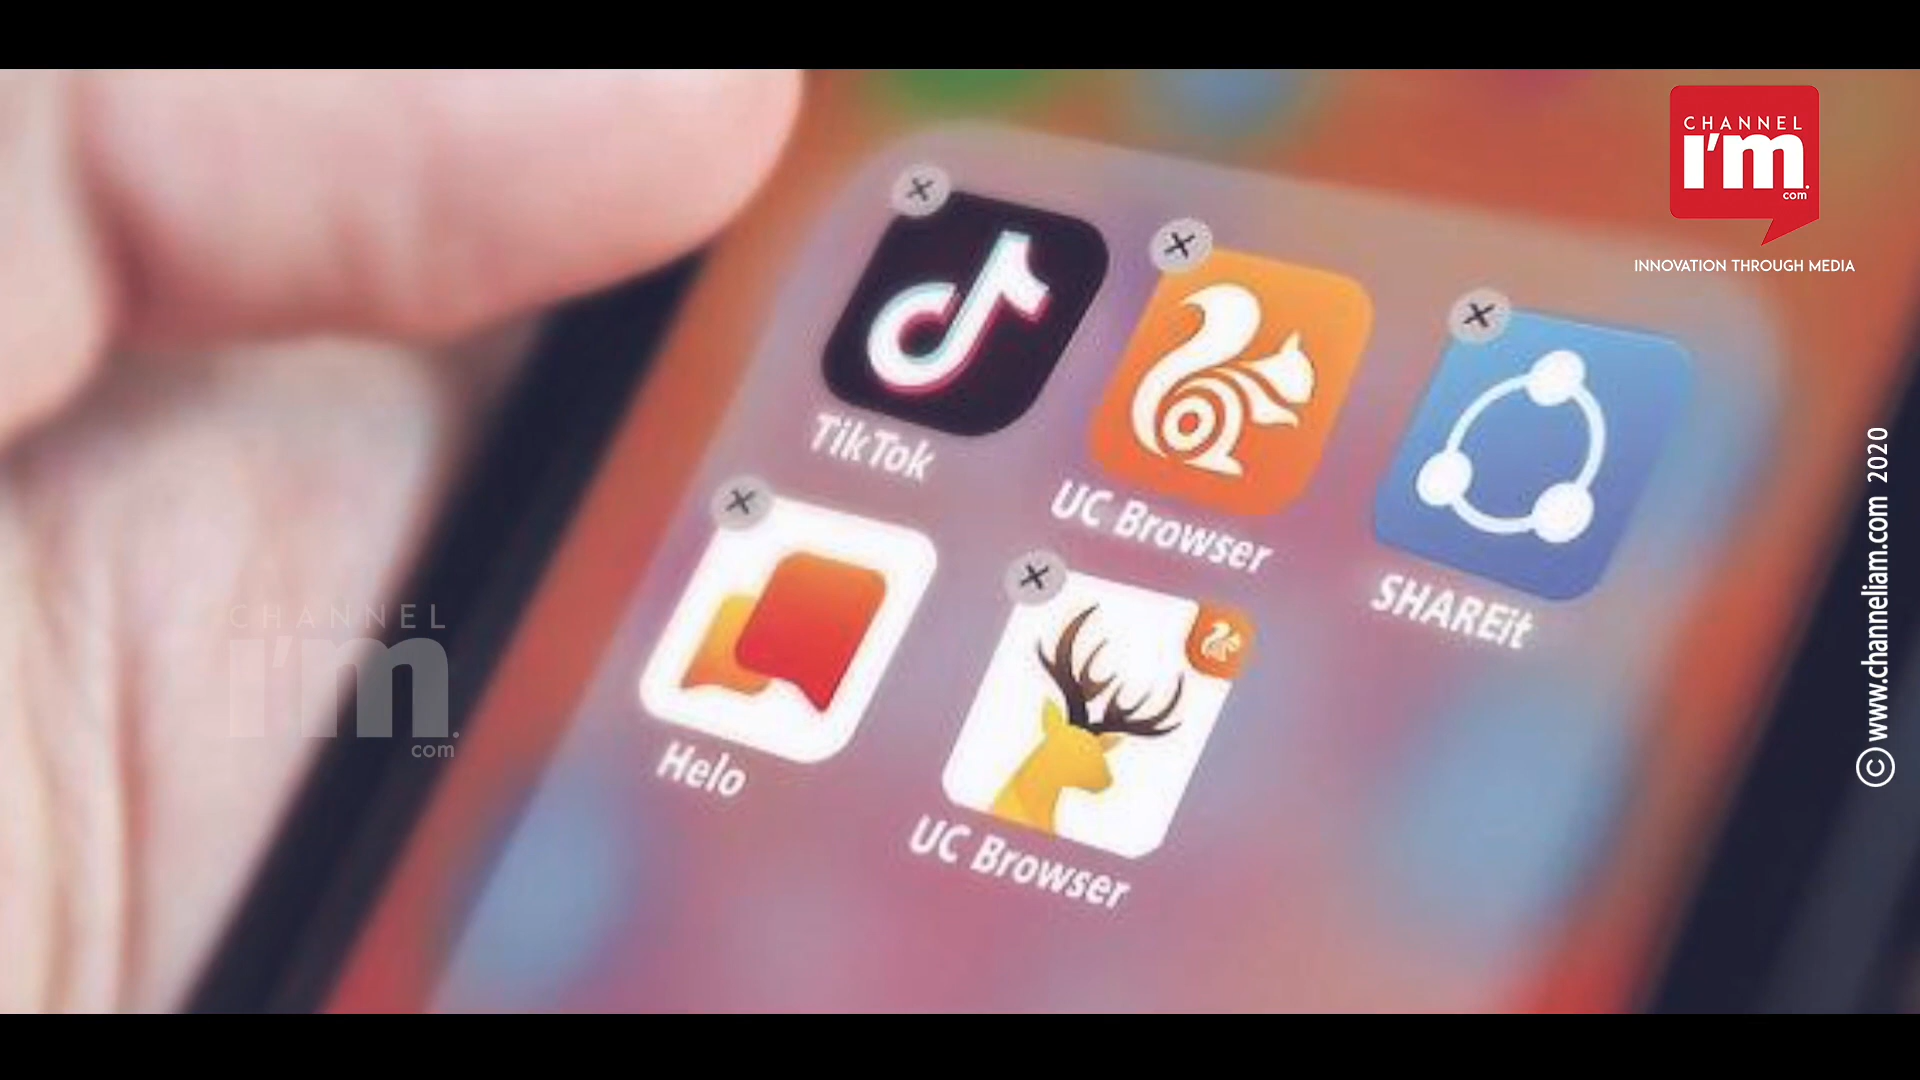 CHANNEL
i'm.
com
INNOVATION THROUGH MEDIA
TikTok
UC Browser
SHAREit
Helo
UC Browser
CHANNEL
i'm.
com
© www.channeliam.com 2020